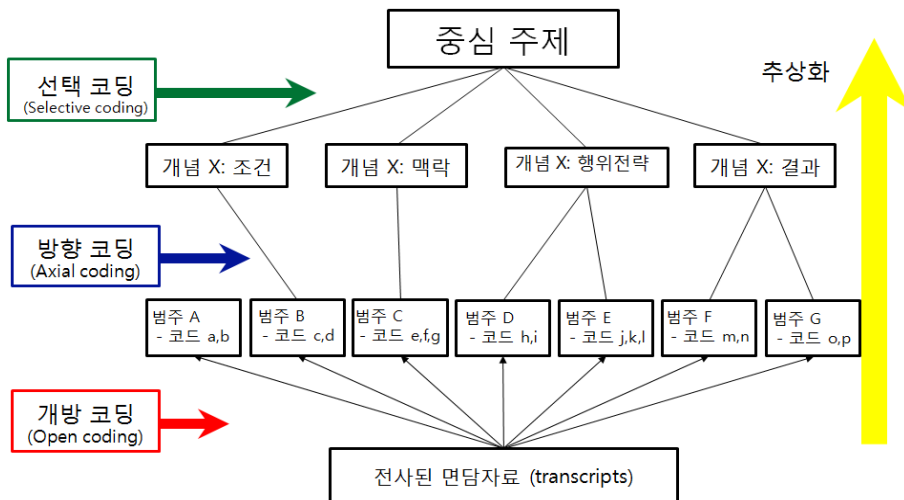 중심 주제
선택 코딩
(Selective coding)
추상화
개념 X: 조건
개념 X: 맥락
개념 X: 행위전략
개념 X: 결과
방향 코딩
(Axial coding)
범주 A
- 코드 a,b
범주 B
- 코드 c,d
범주 C
- 코드 e,f,g
범주 D
- 코드 h,i
범주 E
- 코드 j,k,l
범주 F
- 코드 m,n
범주 G
- 코드 o,p
개방 코딩
(Open coding)
전사된 면담자료 (transcripts)